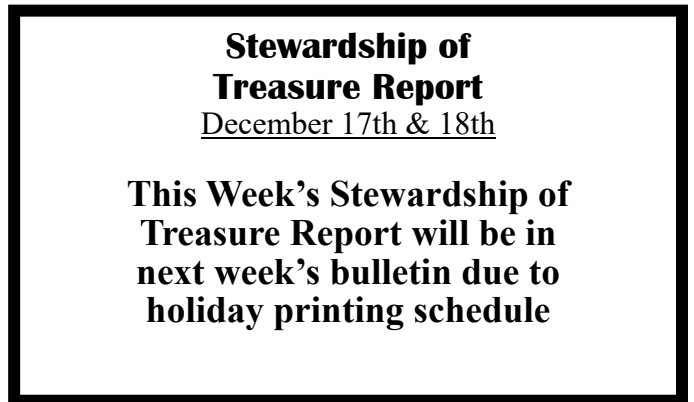 Stewardship of
Treasure Report
December 17th & 18th
This Week’s Stewardship of
Treasure Report will be in
next week’s bulletin due to
holiday printing schedule